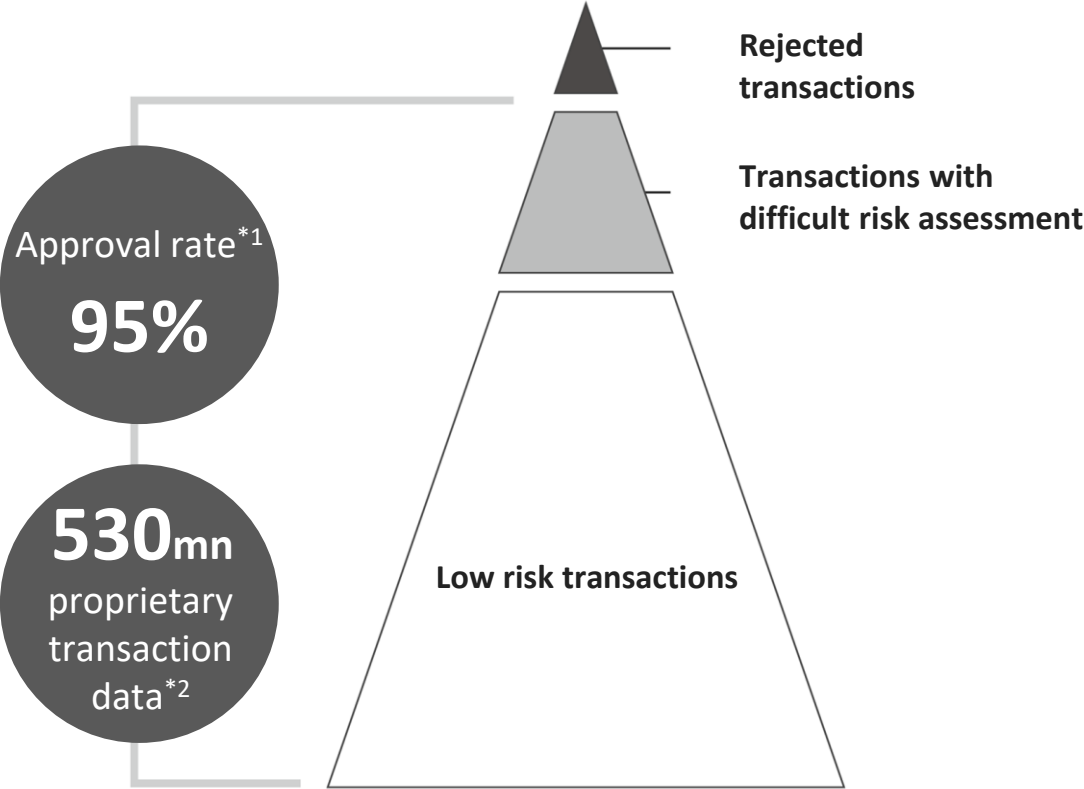 Rejected
transactions
Transactions with
difficult risk assessment
Approval rate*1
95%
530mn
proprietary
transaction
data*2
Low risk transactions